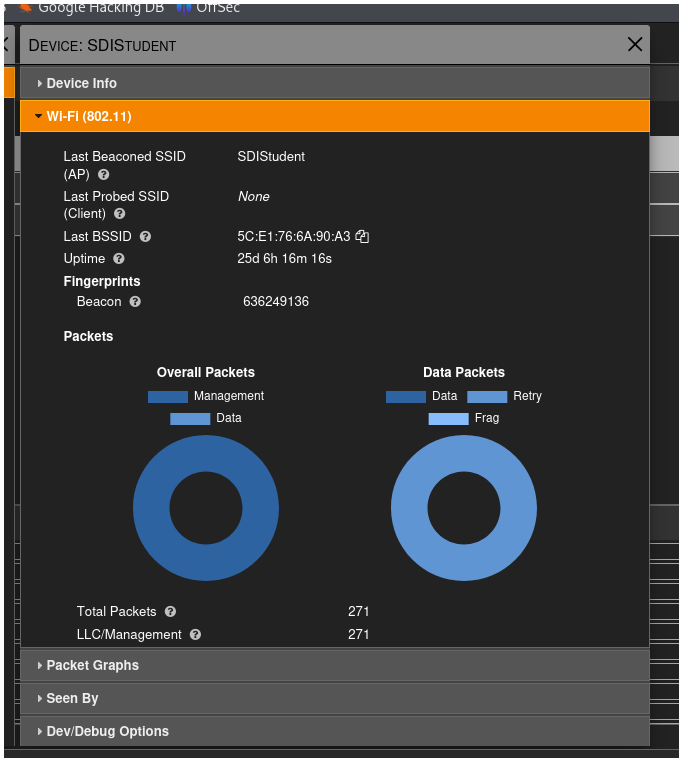 Google Hacking DB OffSec
Device: SDIStudent
Device Info
Wi-Fi (802.11)
Last Beaconed SSID (AP) SDIStudent
Last Probed SSID (Client) None
Last BSSID 5C:E1:76:6A:90:A3
Uptime 25d 6h 16m 16s
Fingerprints
Beacon 636249136
Packets
Overall Packets
Management
Data
Data Packets
Data Retry
Frag
Total Packets 271
LLC/Management 271
Packet Graphs
Seen By
Dev/Debug Options